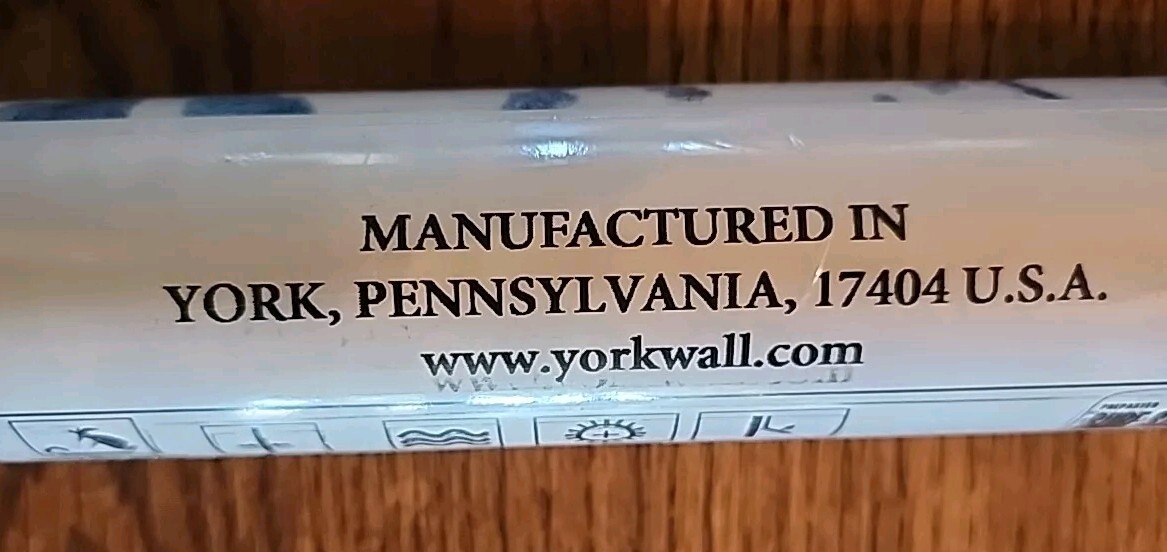 MANUFACTURED IN
YORK, PENNSYLVANIA, 17404 U.S.A.
www.yorkwall.com